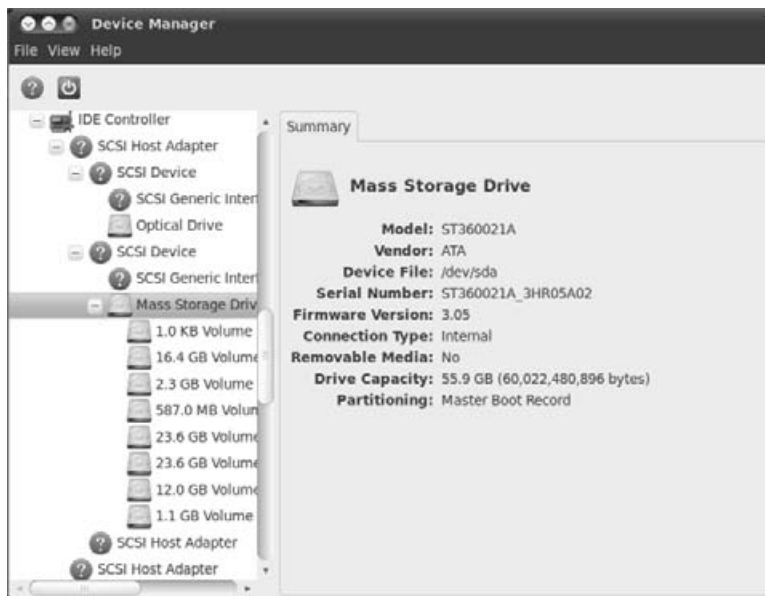 Device Manager
File View Help
IDE Controller
SCSI Host Adapter
SCSI Device
SCSI Generic Inter
Optical Drive
SCSI Device
SCSI Generic Inter
Mass Storage Driv
1.0 KB Volume
16.4 GB Volume
2.3 GB Volume
587.0 MB Volum
23.6 GB Volume
23.6 GB Volume
12.0 GB Volume
1.1 GB Volume
SCSI Host Adapter
SCSI Host Adapter
Summary
Mass Storage Drive
Model: ST360021A
Vendor: ATA
Device File: /dev/sda
Serial Number: ST360021A_3HR05A02
Firmware Version: 3.05
Connection Type: Internal
Removable Media: No
Drive Capacity: 55.9 GB (60,022,480,896 bytes)
Partitioning: Master Boot Record